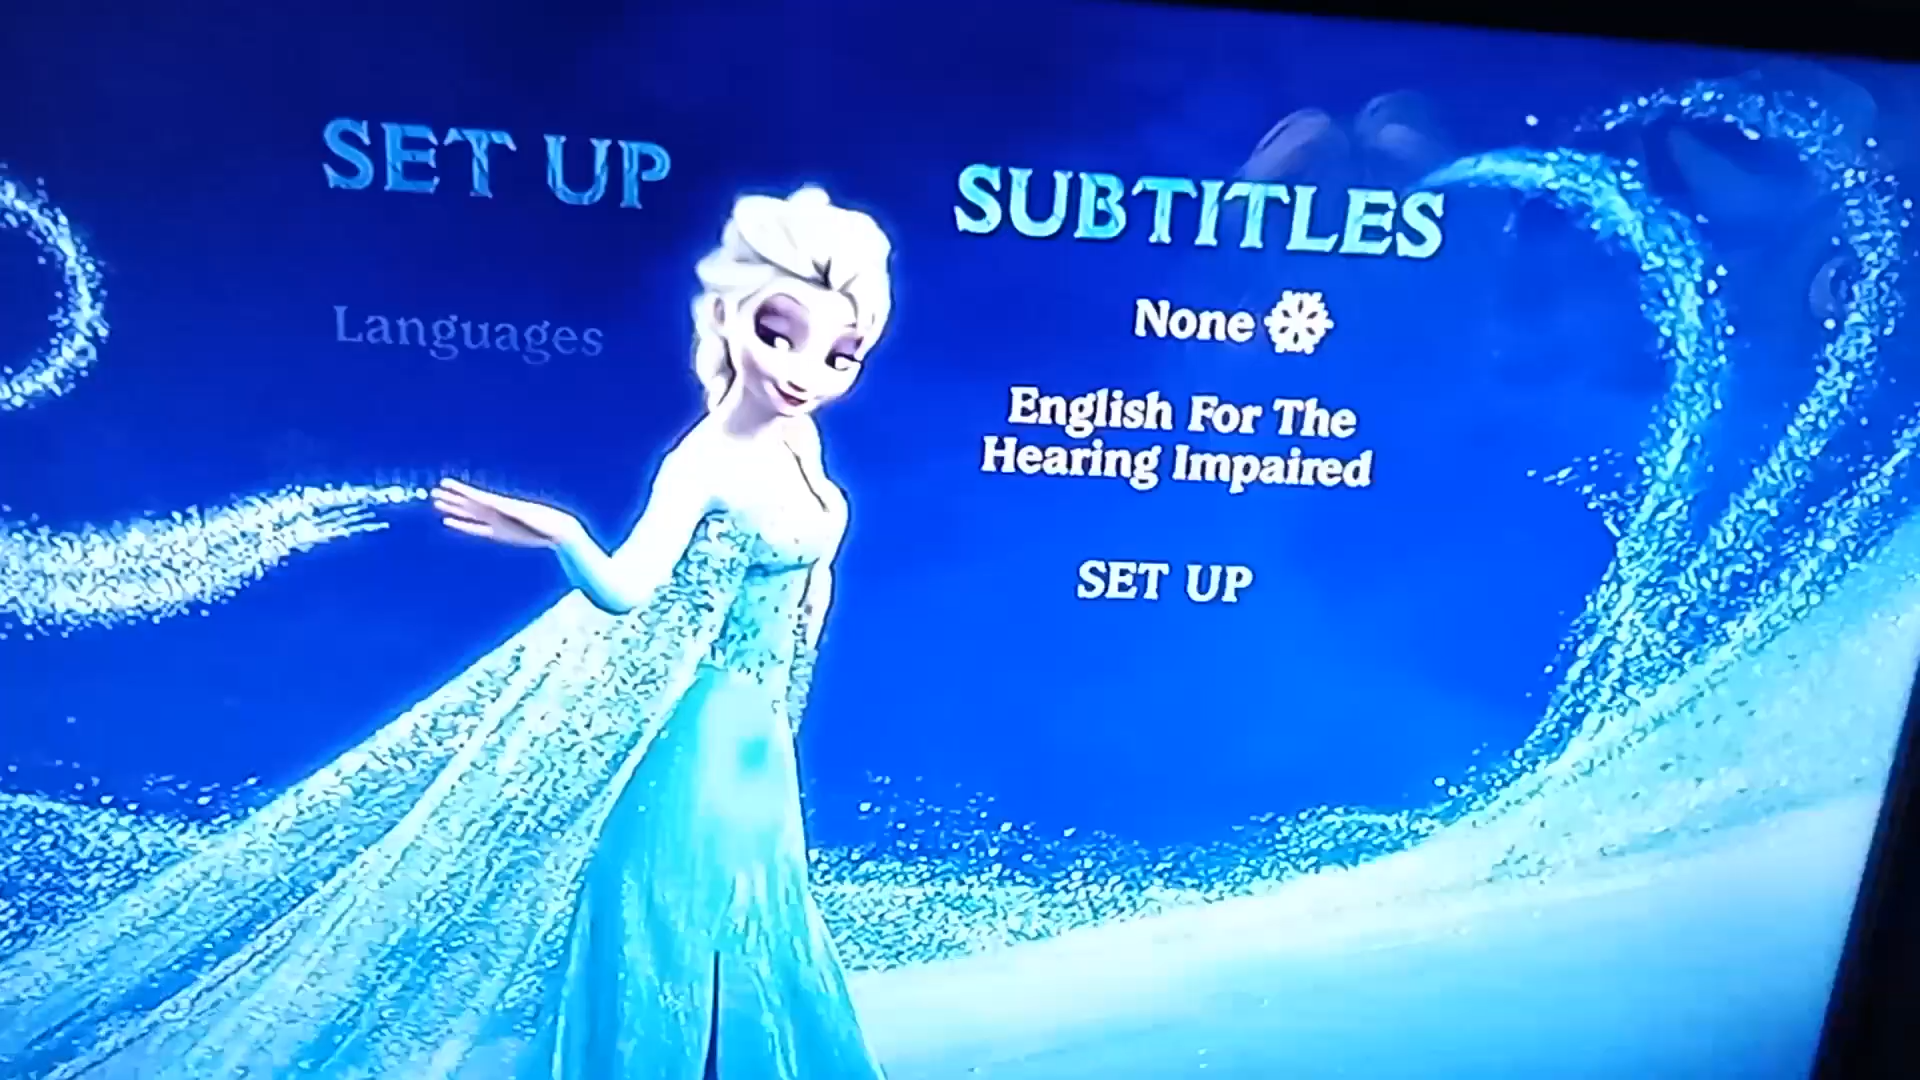 SET UP
Languages
SUBTITLES
None
English For The
Hearing Impaired
SET UP